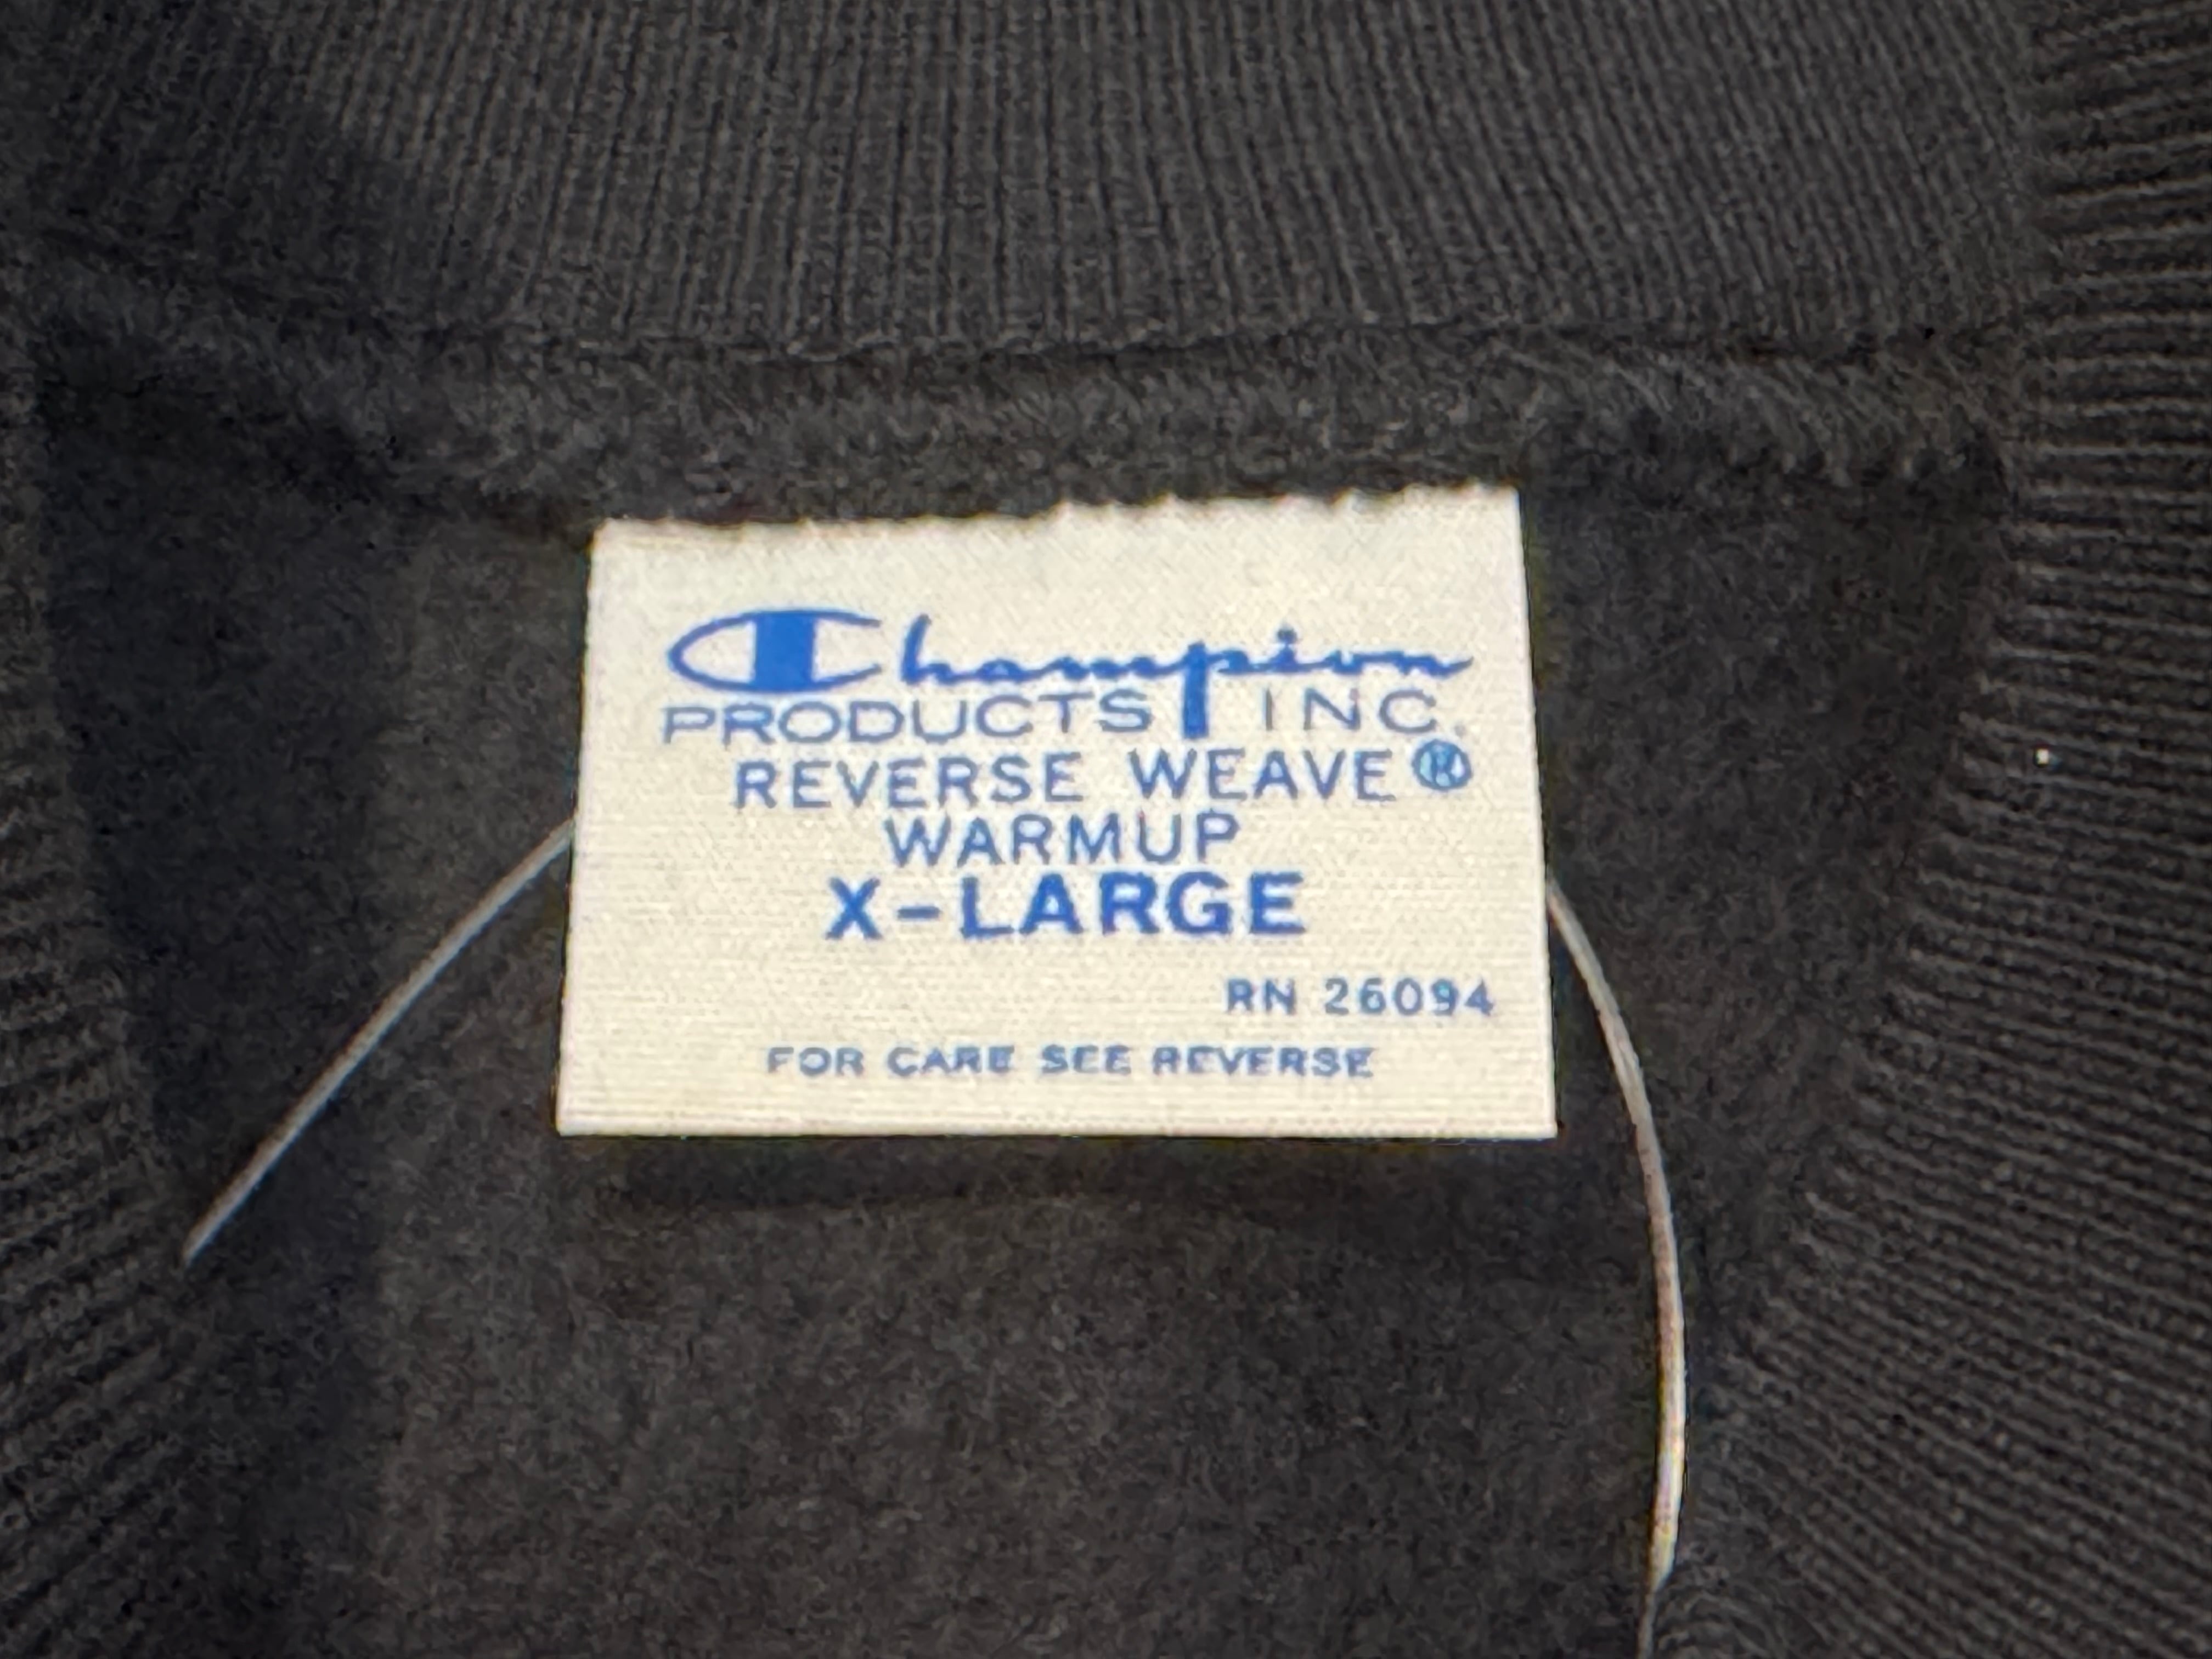 Champion
PRODUCTS INC.
REVERSE WEAVE®
WARMUP
X-LARGE
RN 26094
FOR CARE SEE REVERSE